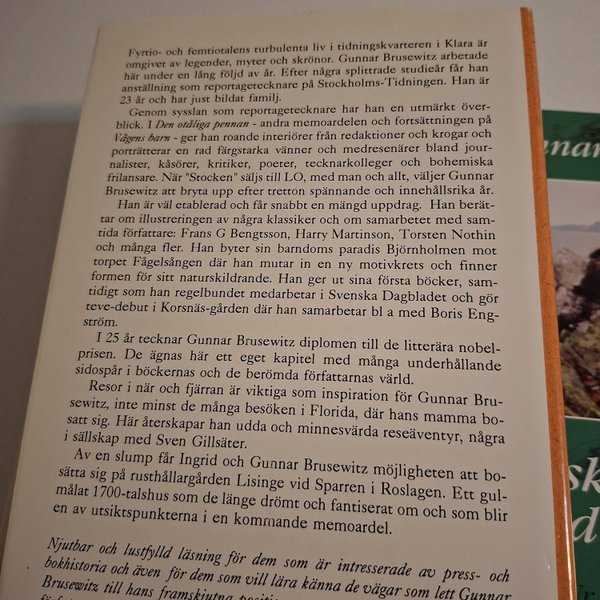 Fyrtio- och femtiotalens turbulenta liv i tidningskvarteren i Klara är
omgivet av legender, myter och skrönor. Gunnar Brusewitz arbetade
här under en lång följd av år. Efter några splittrade studieår får han
anställning som reportagetecknare på Stockholms-Tidningen. Han är
23 år och har just bildat familj.
Genom sysslan som reportagetecknare har han en utmärkt över-
blick. I Den otåliga pennan - andra memoardelen och fortsättningen på
Vågens barn - ger han roande interiörer från redaktioner och krogar och
porträtterar en rad färgstarka vänner och medresenärer bland jour-
nalister, kåsörer, kritiker, poeter, tecknarkolleger och bohemiska
frilansare. När "Stocken" säljs till LO, med man och allt, väljer Gunnar
Brusewitz att bryta upp efter tretton spännande och innehållsrika år.
Han är väl etablerad och får snabbt en mängd uppdrag. Han berät-
tar om illustreringen av några klassiker och om samarbetet med sam-
tida författare: Frans G Bengtsson, Harry Martinson, Torsten Nothin
och många fler. Han byter sin barndoms paradis Björnholmen mot
torpet Fågelsången där han mutar in en ny motivkrets och finner
formen för sitt naturskildrande. Han ger ut sina första böcker, sam-
tidigt som han regelbundet medarbetar i Svenska Dagbladet och gör
teve-debut i Korsnäs-gården där han samarbetar bl a med Boris Eng-
ström.
I 25 år tecknar Gunnar Brusewitz diplomen till de litterära nobel-
prisen. De ägnas här ett eget kapitel med många underhållande
sidospår i böckernas och de berömda författarnas värld.
Resor i när och fjärran är viktiga som inspiration för Gunnar Bru-
sewitz, inte minst de många besöken i Florida, där hans mamma bo-
satt sig. Här återskapar han udda och minnesvärda reseäventyr, några
i sällskap med Sven Gillsäter.
Av en slump får Ingrid och Gunnar Brusewitz möjligheten att bo-
sätta sig på rusthållargården Lisinge vid Sparren i Roslagen. Ett gul-
målat 1700-talshus som de länge drömt och fantiserat om och som blir
en av utsiktspunkterna i en kommande memoardel.
Njutbar och lustfylld läsning för dem som är intresserade av press- och
bokhistoria och även för dem som vill lära känna de vägar som lett Gunnar
Brusewitz till hans framskjutna